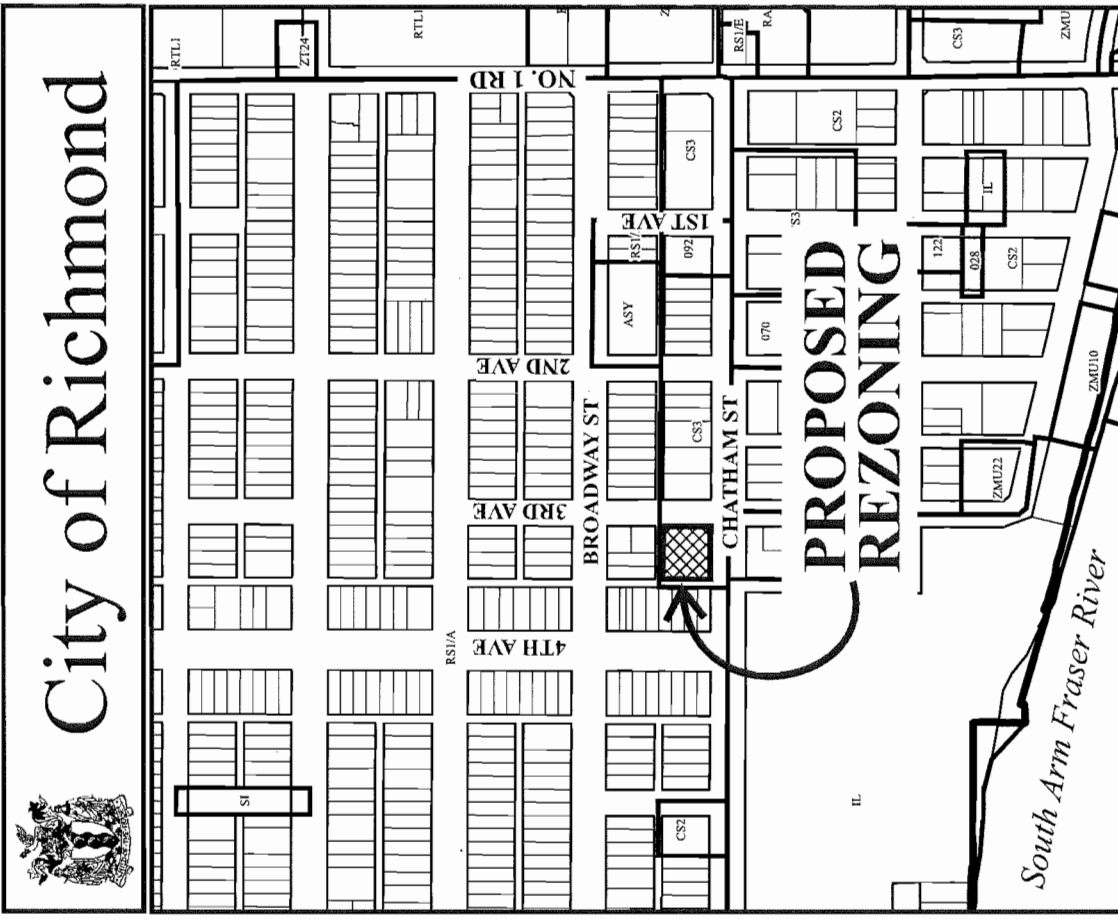 City of Richmond
RTL1
ZT24
RTL1
RS1/E
RA
CS3
ZMU
NO. 1 RD
CS3
CS2
IL
1ST AVE
RS1/
092
S3
122
028
CS2
ASY
2ND AVE
070
BROADWAY ST
CS3
CHATHAM ST
PROPOSED
REZONING
ZMU10
ZMU22
3RD AVE
4TH AVE
RS1/A
SI
CS2
IL
South Arm Fraser River